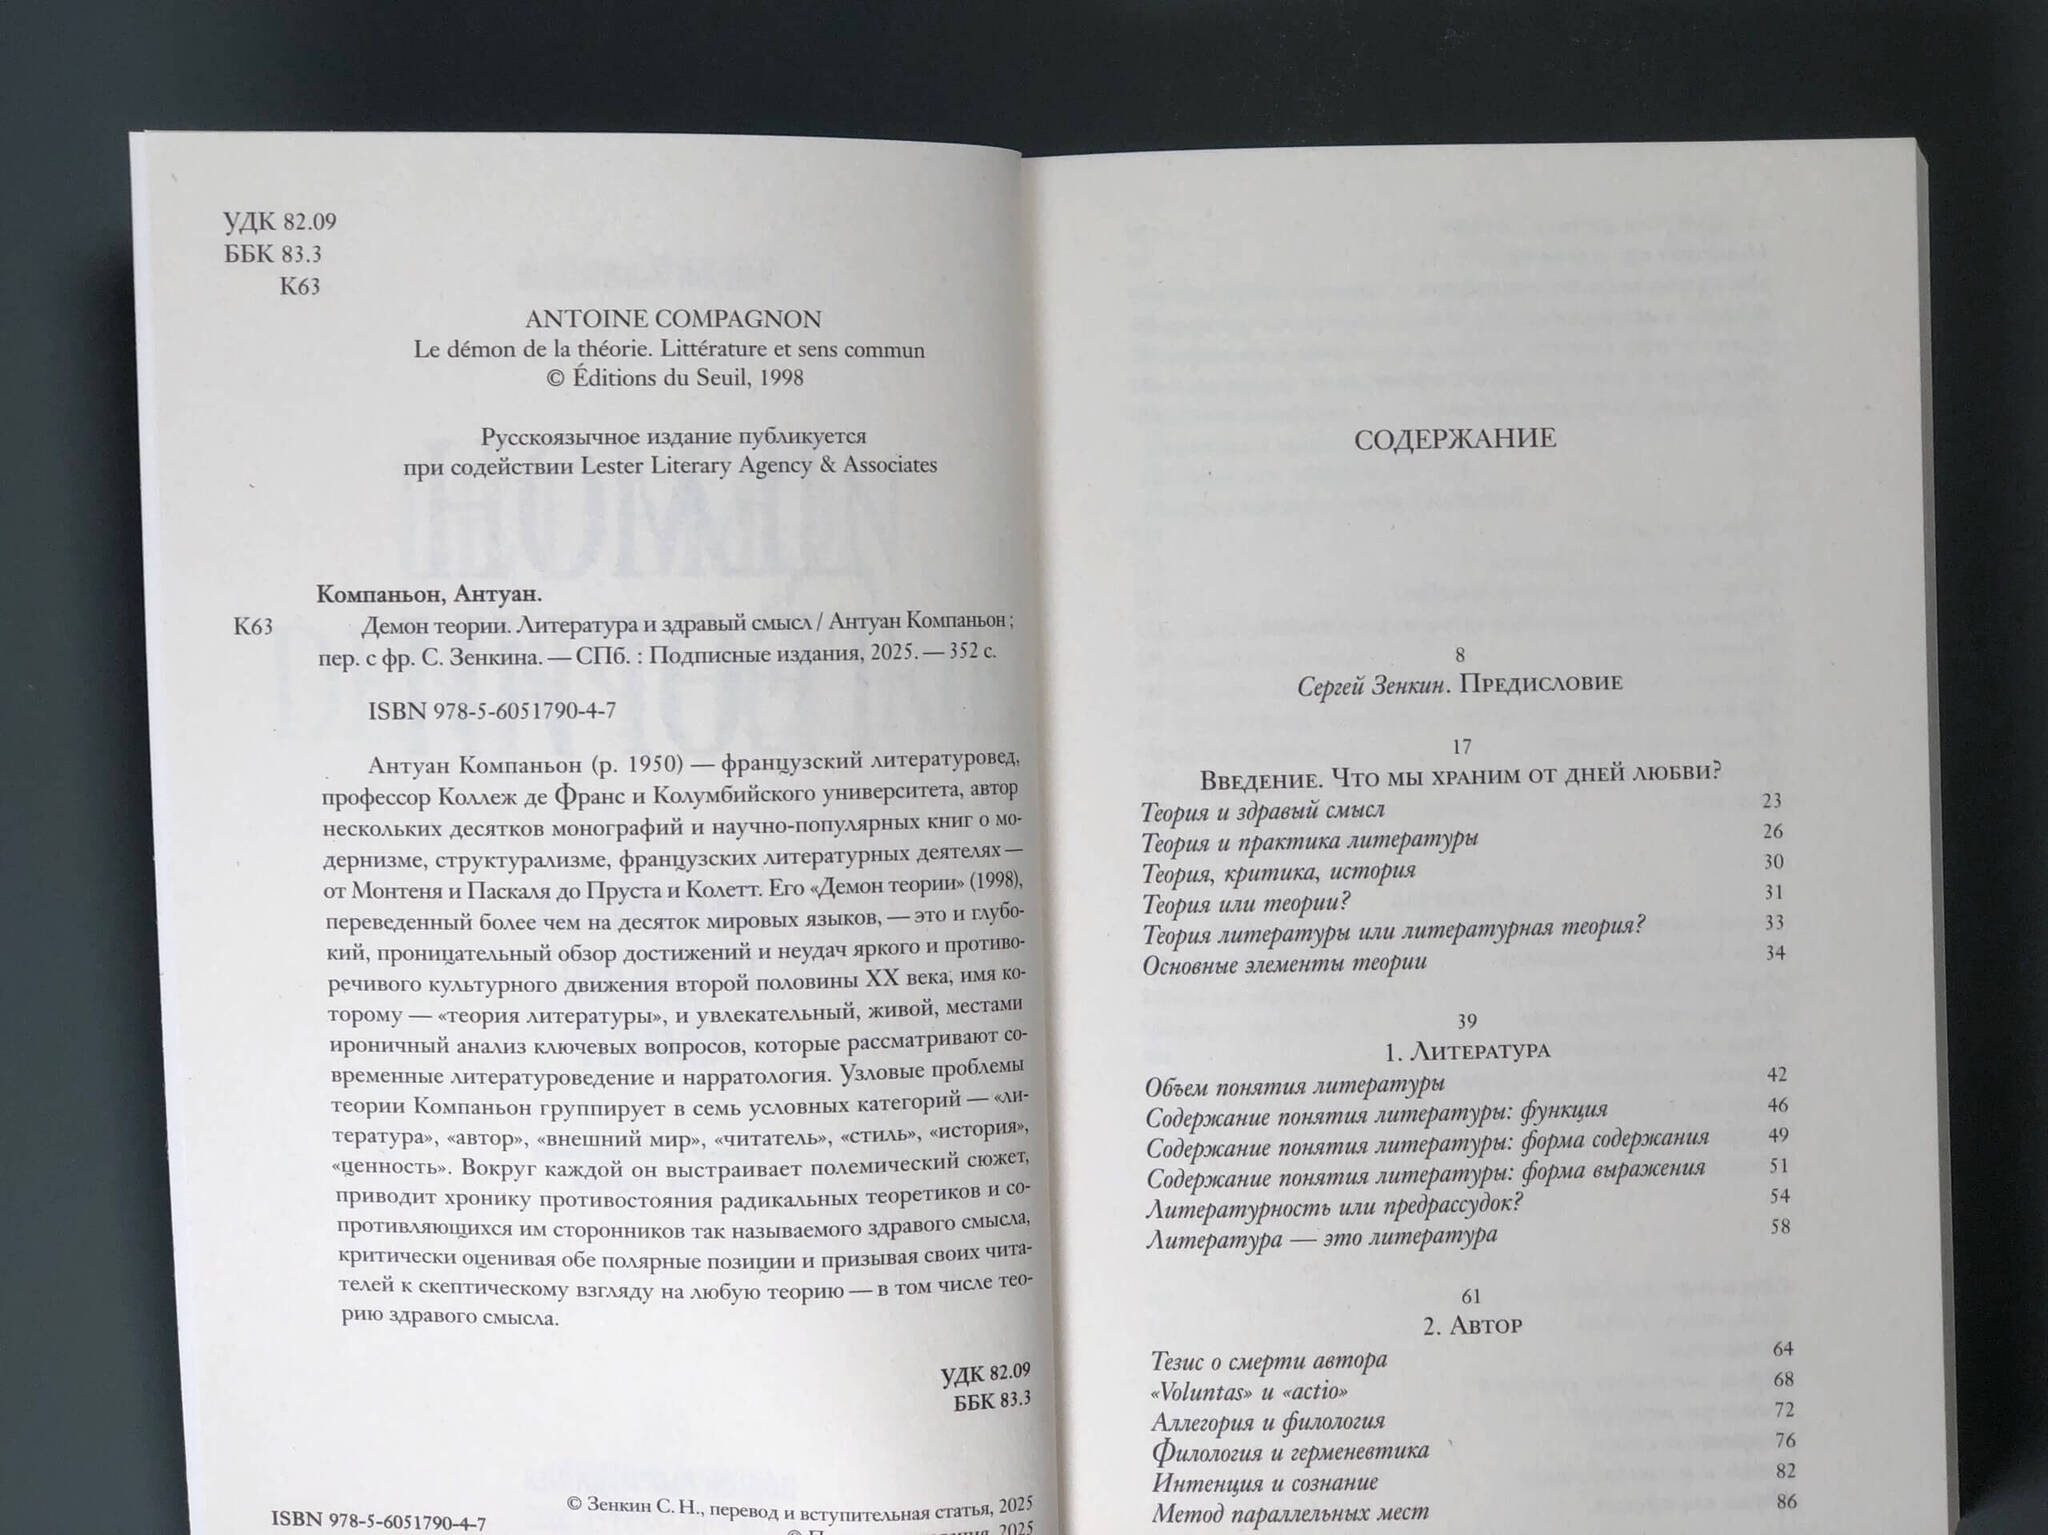 УДК 82.09
ББК 83.3
К63
ANTOINE COMPAGNON
Le démon de la théorie. Littérature et sens commun
© Éditions du Seuil, 1998
Русскоязычное издание публикуется
при содействии Lester Literary Agency & Associates
Компаньон, Антуан.
К63 Демон теории. Литература и здравый смысл / Антуан Компаньон ;
пер. с фр. С. Зенкина. — СПб. : Подписные издания, 2025. — 352 с.
ISBN 978-5-6051790-4-7
Антуан Компаньон (р. 1950) — французский литературовед,
профессор Коллеж де Франс и Колумбийского университета, автор
нескольких десятков монографий и научно-популярных книг о мо-
дернизме, структурализме, французских литературных деятелях —
от Монтеня и Паскаля до Пруста и Колетт. Его «Демон теории» (1998),
переведенный более чем на десяток мировых языков, — это и глубо-
кий, проницательный обзор достижений и неудач яркого и противо-
речивого культурного движения второй половины XX века, имя ко-
торому — «теория литературы», и увлекательный, живой, местами
ироничный анализ ключевых вопросов, которые рассматривают со-
временные литературоведение и нарратология. Узловые проблемы
теории Компаньон группирует в семь условных категорий — «ли-
тература», «автор», «внешний мир», «читатель», «стиль», «история»,
«ценность». Вокруг каждой он выстраивает полемический сюжет,
приводит хронику противостояния радикальных теоретиков и со-
противляющихся им сторонников так называемого здравого смысла,
критически оценивая обе полярные позиции и призывая своих чита-
телей к скептическому взгляду на любую теорию — в том числе тео-
рию здравого смысла.
УДК 82.09
ББК 83.3
© Зенкин С. Н., перевод и вступительная статья, 2025
ISBN 978-5-6051790-4-7
2025
СОДЕРЖАНИЕ
8
Сергей Зенкин. Предисловие
17
Введение. Что мы храним от дней любви?
Теория и здравый смысл 23
Теория и практика литературы 26
Теория, критика, история 30
Теория или теории? 31
Теория литературы или литературная теория? 33
Основные элементы теории 34
39
1. Литература
Объем понятия литературы 42
Содержание понятия литературы: функция 46
Содержание понятия литературы: форма содержания 49
Содержание понятия литературы: форма выражения 51
Литературность или предрассудок? 54
Литература — это литература 58
61
2. Автор
Тезис о смерти автора 64
«Voluntas» и «actio» 68
Аллегория и филология 72
Филология и герменевтика 76
Интенция и сознание 82
Метод параллельных мест 86